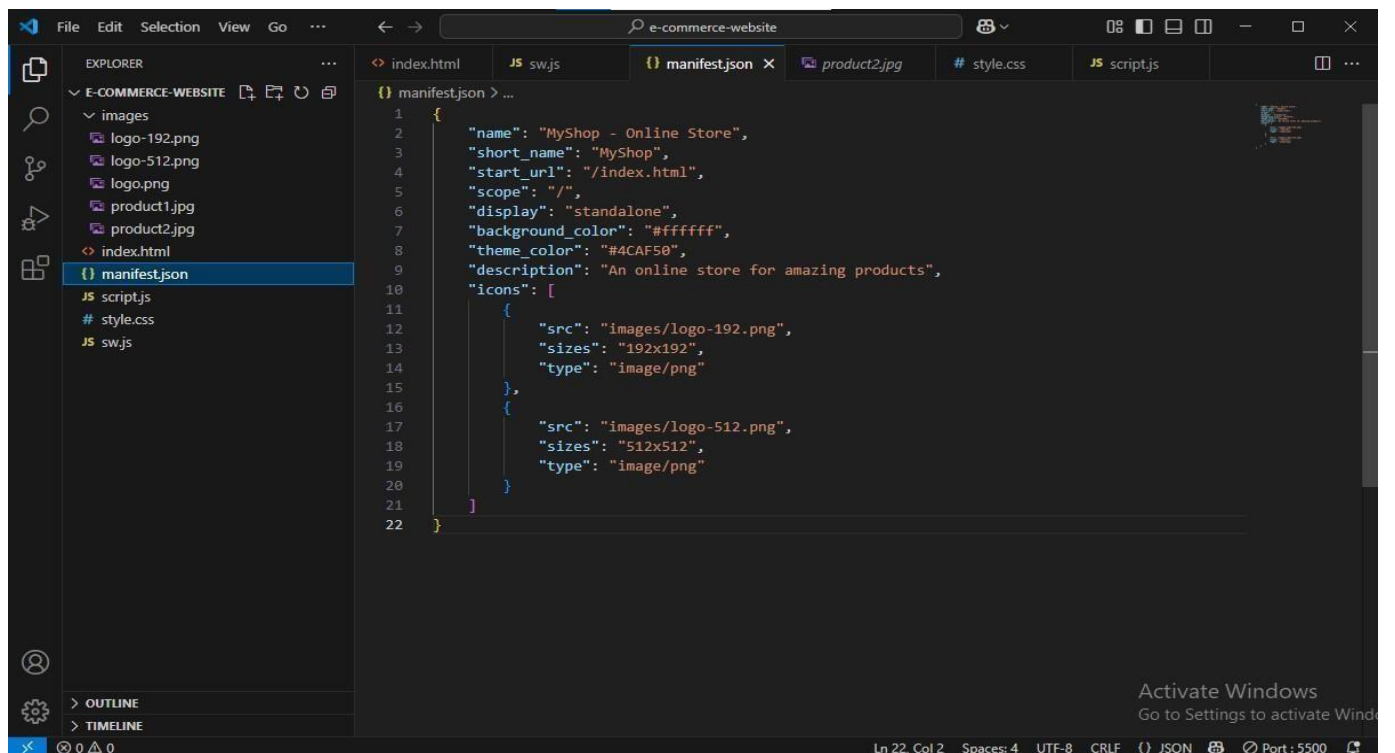 File Edit Selection View Go ···
e-commerce-website
EXPLORER ···
index.html
JS sw.js
{} manifest.json
product2.jpg
# style.css
JS script.js
···
E-COMMERCE-WEBSITE
images
logo-192.png
logo-512.png
logo.png
product1.jpg
product2.jpg
<> index.html
{} manifest.json
JS script.js
# style.css
JS sw.js
OUTLINE
TIMELINE
{} manifest.json > ...
1 {
2 "name": "MyShop - Online Store",
3 "short_name": "MyShop",
4 "start_url": "/index.html",
5 "scope": "/",
6 "display": "standalone",
7 "background_color": "#ffffff",
8 "theme_color": "#4CAF50",
9 "description": "An online store for amazing products",
10 "icons": [
11 {
12 "src": "images/logo-192.png",
13 "sizes": "192x192",
14 "type": "image/png"
15 },
16 {
17 "src": "images/logo-512.png",
18 "sizes": "512x512",
19 "type": "image/png"
20 }
21 ]
22 }
Activate Windows
Go to Settings to activate Windo
0 0 Ln 22, Col 2 Spaces: 4 UTF-8 CRLF {} JSON Port : 5500